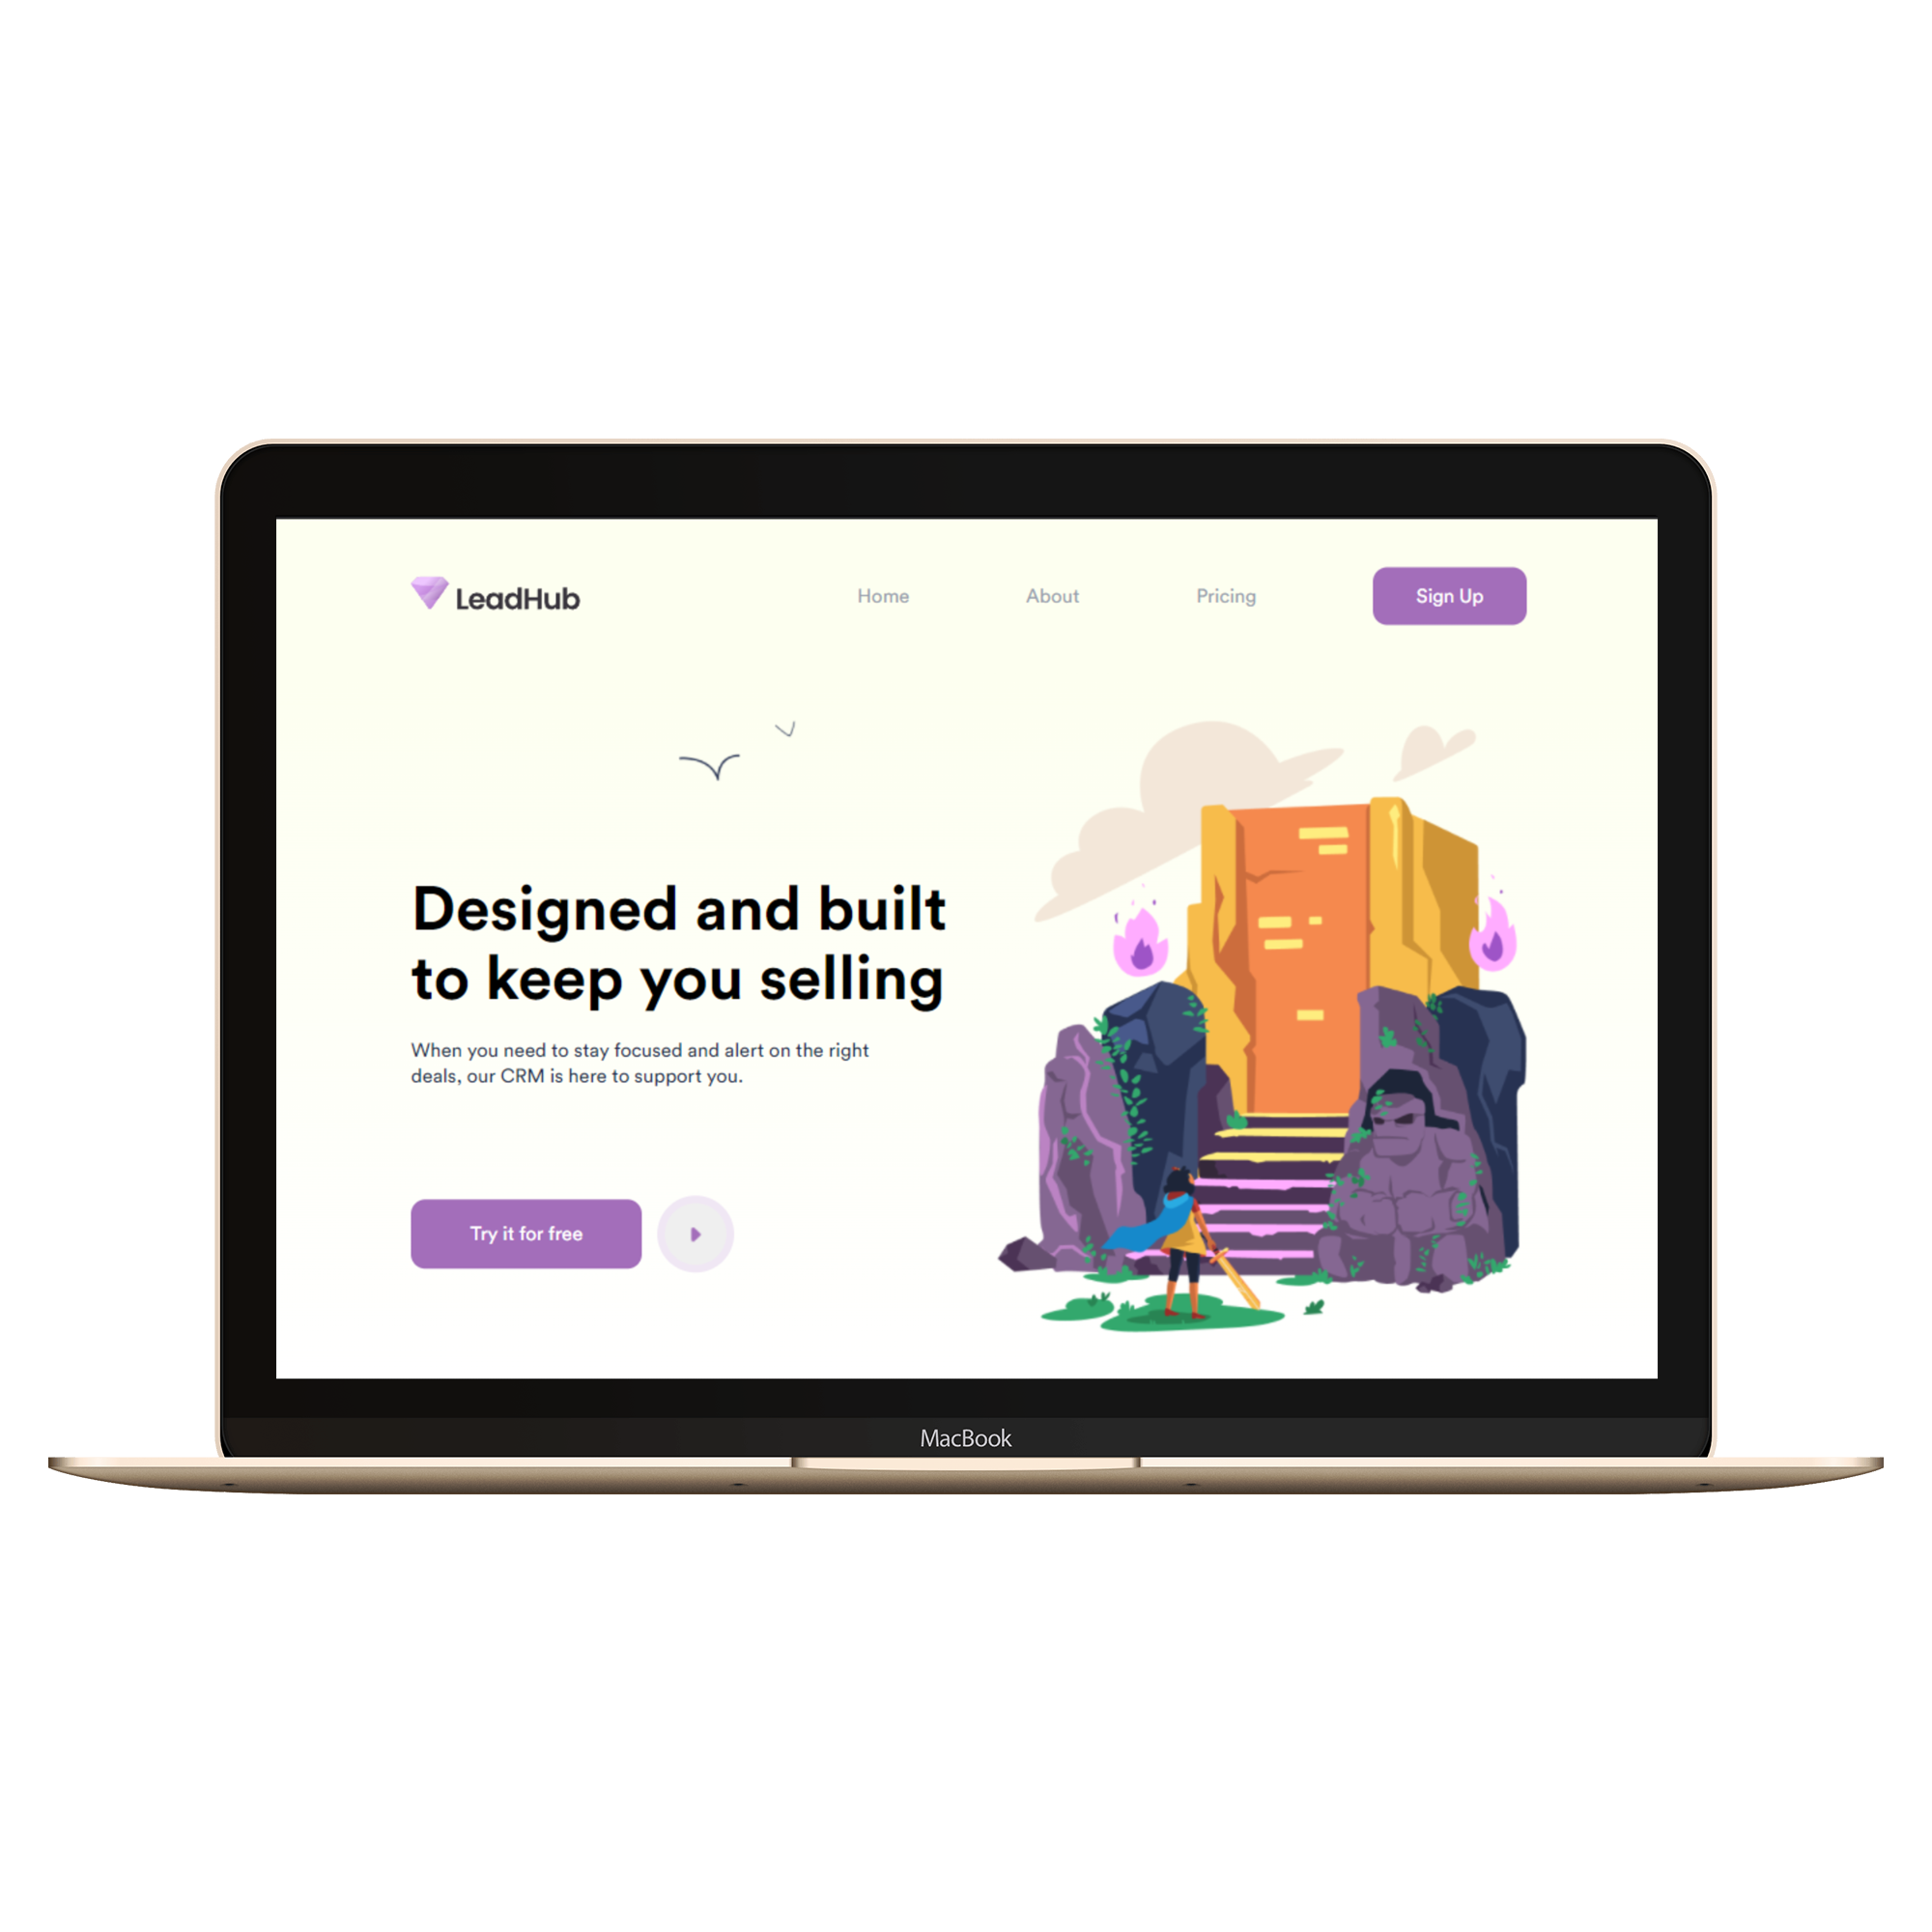 LeadHub
Home
About
Pricing
Sign Up
Designed and built
to keep you selling
When you need to stay focused and alert on the right
deals, our CRM is here to support you.
Try it for free
MacBook